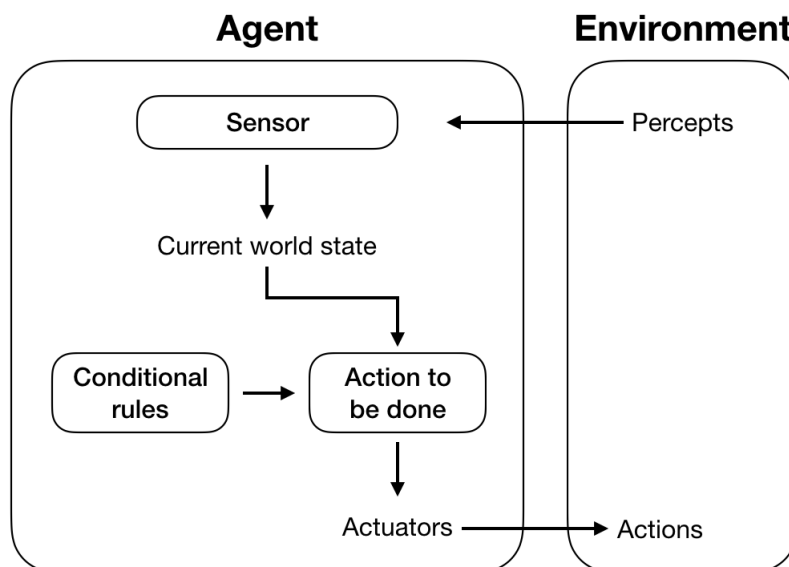 Agent
Environment
Sensor
Percepts
Current world state
Conditional
rules
Action to
be done
Actuators
Actions